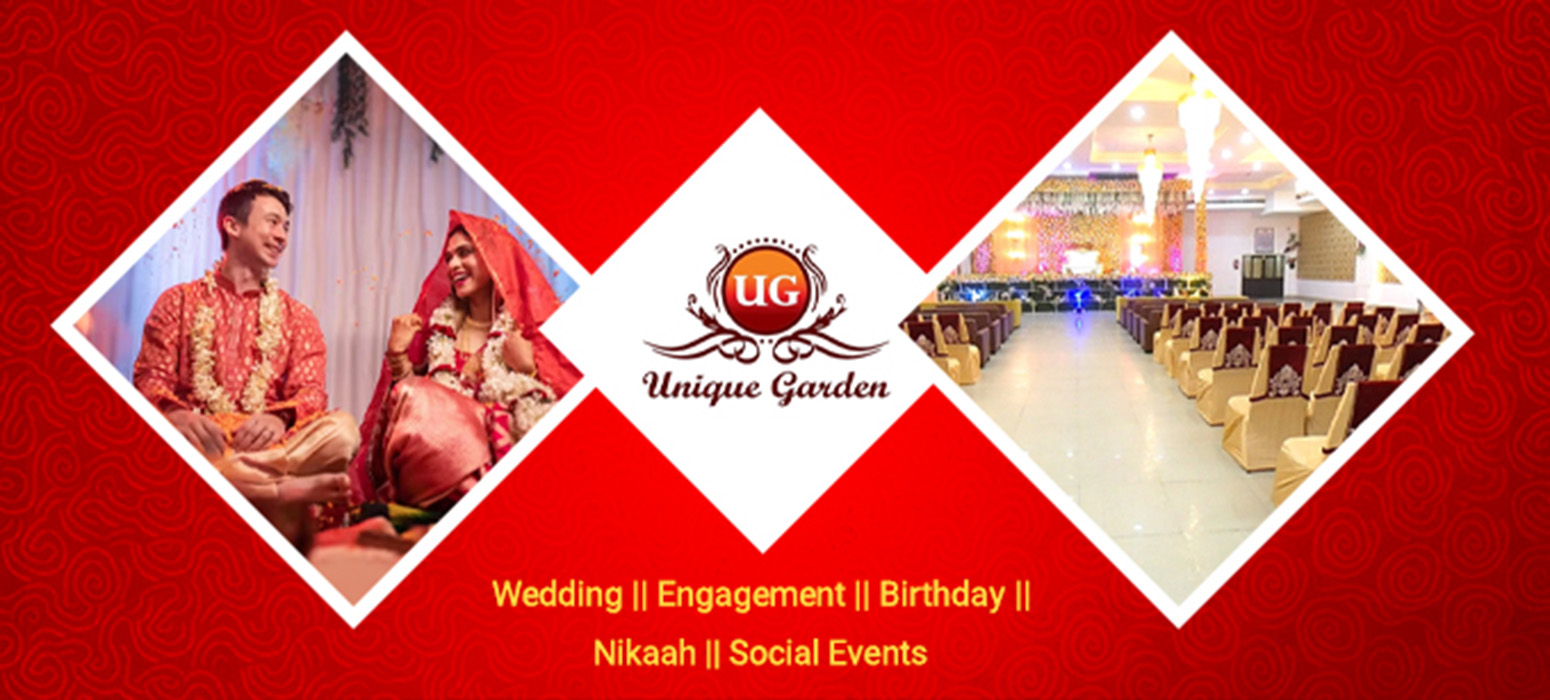 UG
Unique Garden
Wedding || Engagement || Birthday ||
Nikaah || Social Events